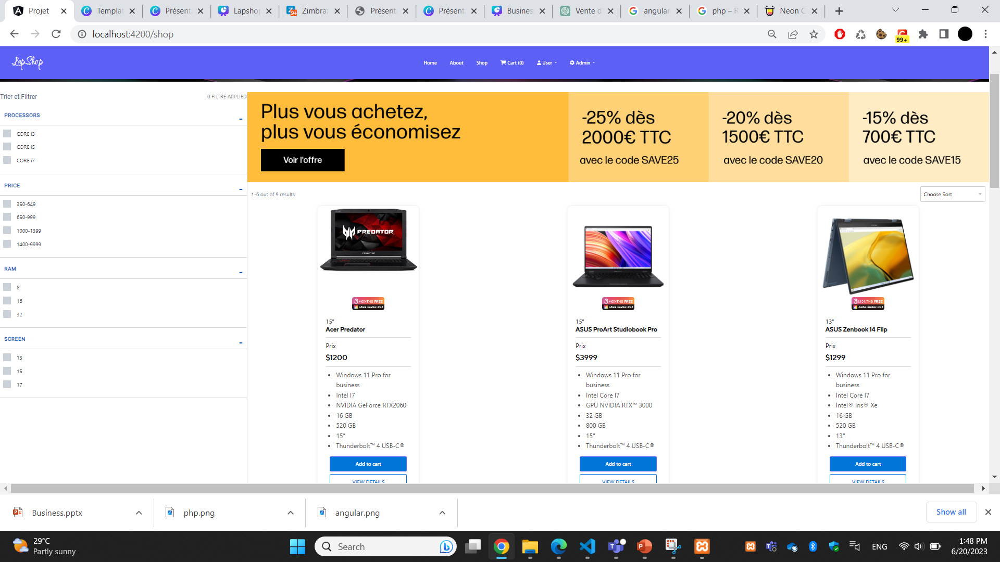 Projet
Templat
Présent
Lapshop
Zimbra:
Présent
Présent
Busines
Vente d
angular
php – R
Neon C
localhost:4200/shop
99+
LapShop
Home
About
Shop
Cart (0)
User
Admin
Trier et Filtrer
0 FILTRE APPLIED
PROCESSORS
CORE i3
CORE i5
CORE i7
PRICE
350-649
650-999
1000-1399
1400-9999
RAM
8
16
32
SCREEN
13
15
17
Plus vous achetez,
plus vous économisez
Voir l'offre
-25% dès
2000€ TTC
avec le code SAVE25
-20% dès
1500€ TTC
avec le code SAVE20
-15% dès
700€ TTC
avec le code SAVE15
1-6 out of 9 results
Choose Sort
PREDATOR
3 MONTHS FREE
Adobe Creative Cloud
15"
Acer Predator
Prix
$1200
Windows 11 Pro for
business
Intel I7
NVIDIA GeForce RTX2060
16 GB
520 GB
15"
Thunderbolt™ 4 USB-C®
Add to cart
VIEW DETAILS
3 MONTHS FREE
Adobe Creative Cloud
15"
ASUS ProArt Studiobook Pro
Prix
$3999
Windows 11 Pro for
business
Intel Core I7
GPU NVIDIA RTX™ 3000
32 GB
800 GB
15"
Thunderbolt™ 4 USB-C®
Add to cart
VIEW DETAILS
3 MONTHS FREE
Adobe Creative Cloud
13"
ASUS Zenbook 14 Flip
Prix
$1299
Windows 11 Pro for
business
Intel Core I7
Intel® Iris® Xe
16 GB
520 GB
13"
Thunderbolt™ 4 USB-C®
Add to cart
VIEW DETAILS
Business.pptx
php.png
angular.png
Show all
29°C
Partly sunny
Search
ENG
1:48 PM
6/20/2023